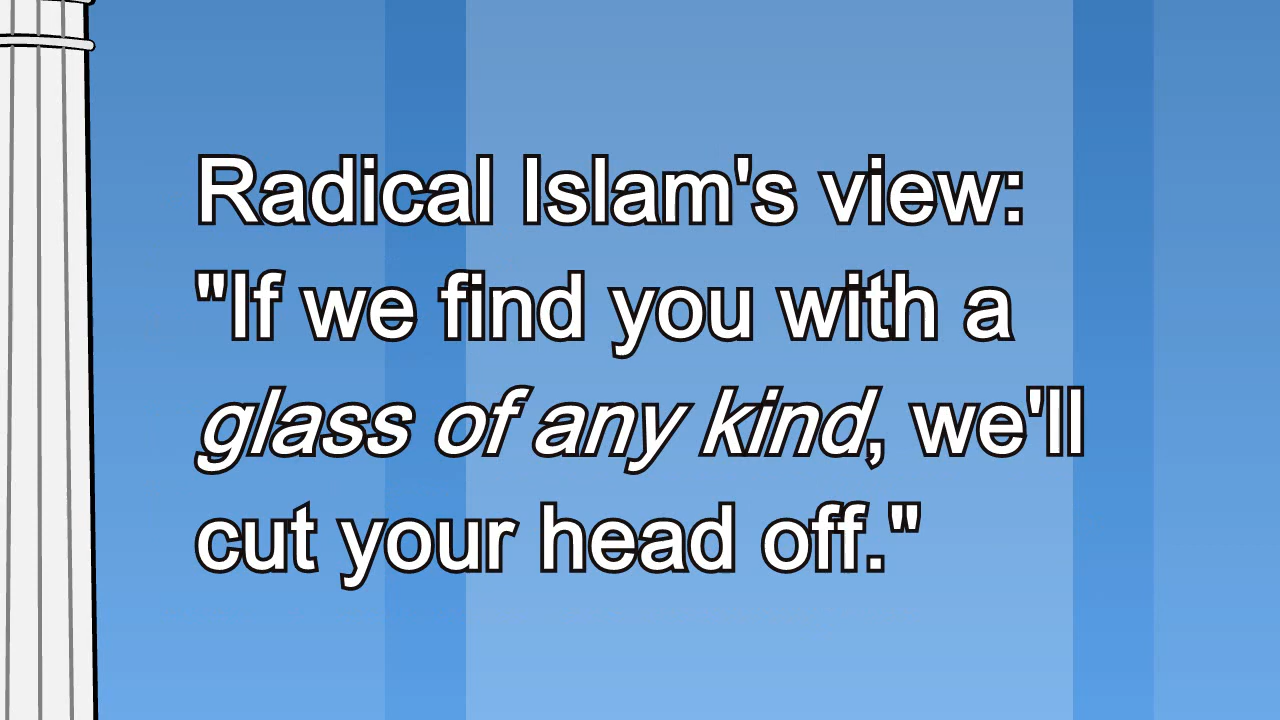 Radical Islam's view:
"If we find you with a
glass of any kind, we'll
cut your head off."